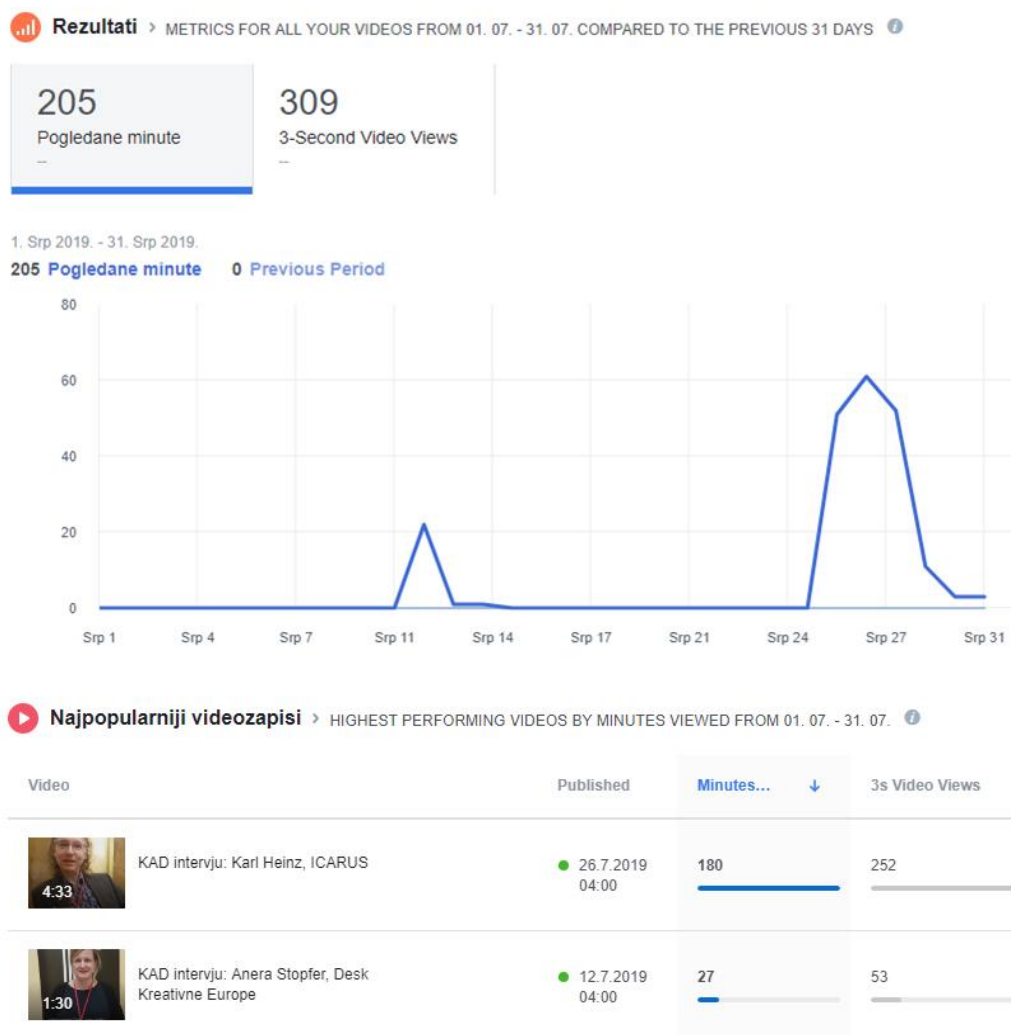 Rezultati > METRICS FOR ALL YOUR VIDEOS FROM 01. 07. - 31. 07. COMPARED TO THE PREVIOUS 31 DAYS i
205
Pogledane minute
--
309
3-Second Video Views
--
1. Srp 2019. - 31. Srp 2019.
205 Pogledane minute 0 Previous Period
80
60
40
20
0
Srp 1 Srp 4 Srp 7 Srp 11 Srp 14 Srp 17 Srp 21 Srp 24 Srp 27 Srp 31
Najpopularniji videozapisi > HIGHEST PERFORMING VIDEOS BY MINUTES VIEWED FROM 01. 07. - 31. 07. i
Video Published Minutes... ↓ 3s Video Views
4:33
KAD intervju: Karl Heinz, ICARUS
26.7.2019
04:00
180
252
1:30
KAD intervju: Anera Stopfer, Desk
Kreativne Europe
12.7.2019
04:00
27
53